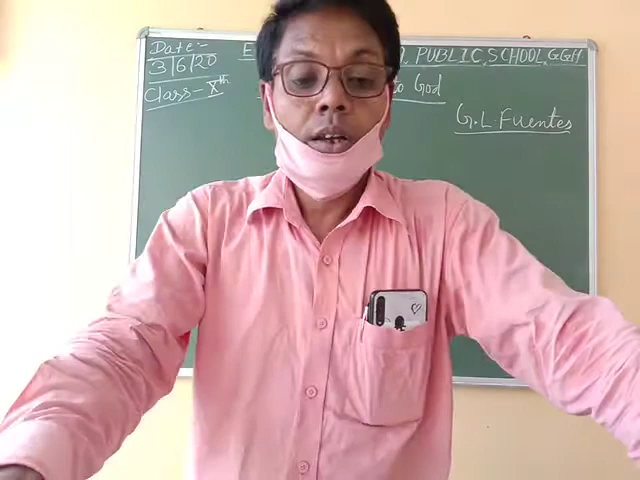 Date:-
3/6/20
Class-Xth
PUBLIC SCHOOL, GGH
to God
G.L.Fuentes